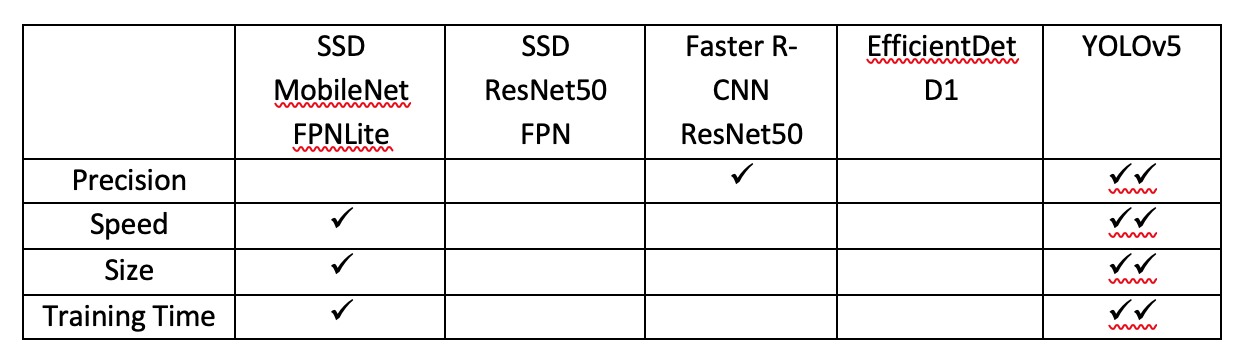 SSD MobileNet FPNLite
SSD ResNet50 FPN
Faster R-CNN ResNet50
EfficientDet D1
YOLOv5
Precision ✓ ✓✓
Speed ✓ ✓✓
Size ✓ ✓✓
Training Time ✓ ✓✓